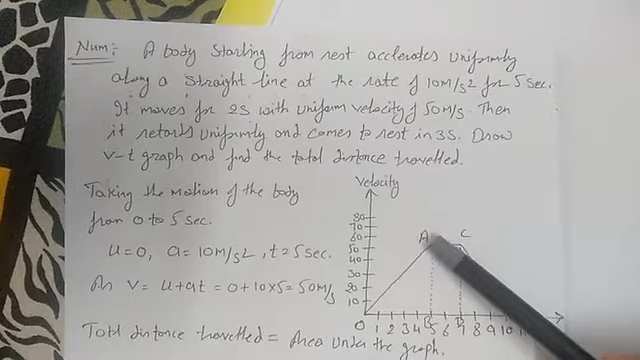 Num:- A body starting from rest accelerates uniformly
along a straight line at the rate of 10M/s2 for 5 sec.
It moves for 2S with uniform velocity of 50M/s. Then
it retards uniformly and comes to rest in 3S. Draw
v-t graph and find the total distance travelled.
Taking the motion of the body
from 0 to 5 sec.
u=0, a=10M/s2, t=5sec.
As v= u+at = 0+10x5=50M/s
Total distance travelled = Area under the graph.
Velocity
80
70
60
50
40
30
20
10
A C
0 1 2 3 4 5 6 7 8 9 10